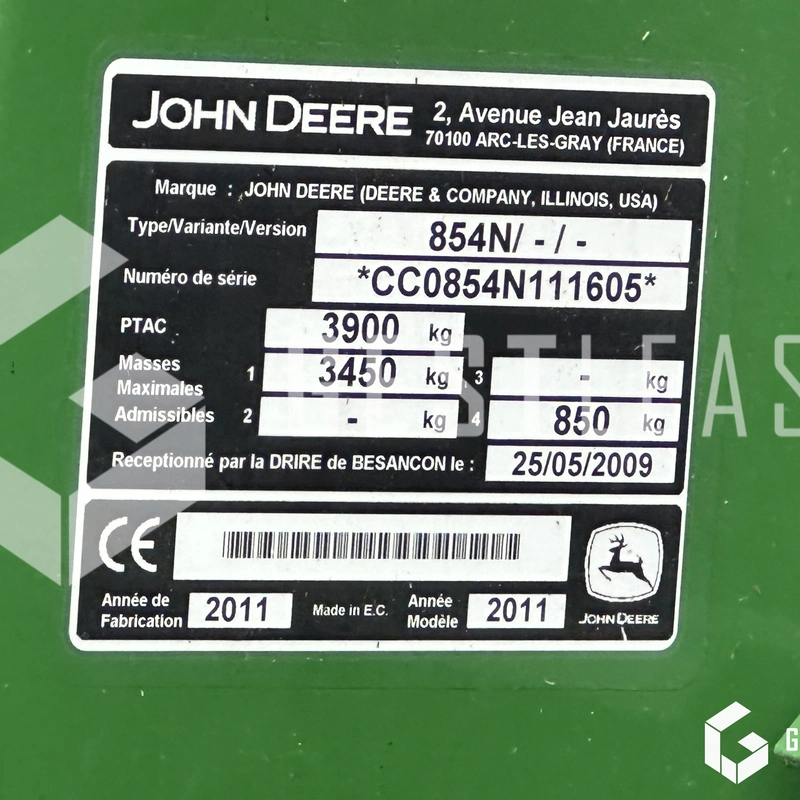 JOHN DEERE
2, Avenue Jean Jaurès
70100 ARC-LES-GRAY (FRANCE)
Marque : JOHN DEERE (DEERE & COMPANY, ILLINOIS, USA)
Type/Variante/Version 854N/ - / -
Numéro de série *CC0854N111605*
PTAC 3900 kg
Masses Maximales Admissibles
1 3450 kg 3 - kg
2 - kg 4 850 kg
Receptionné par la DRIRE de BESANCON le : 25/05/2009
CE
Année de Fabrication 2011 Made in E.C. Année Modèle 2011
JOHN DEERE
GESTLEAS
G